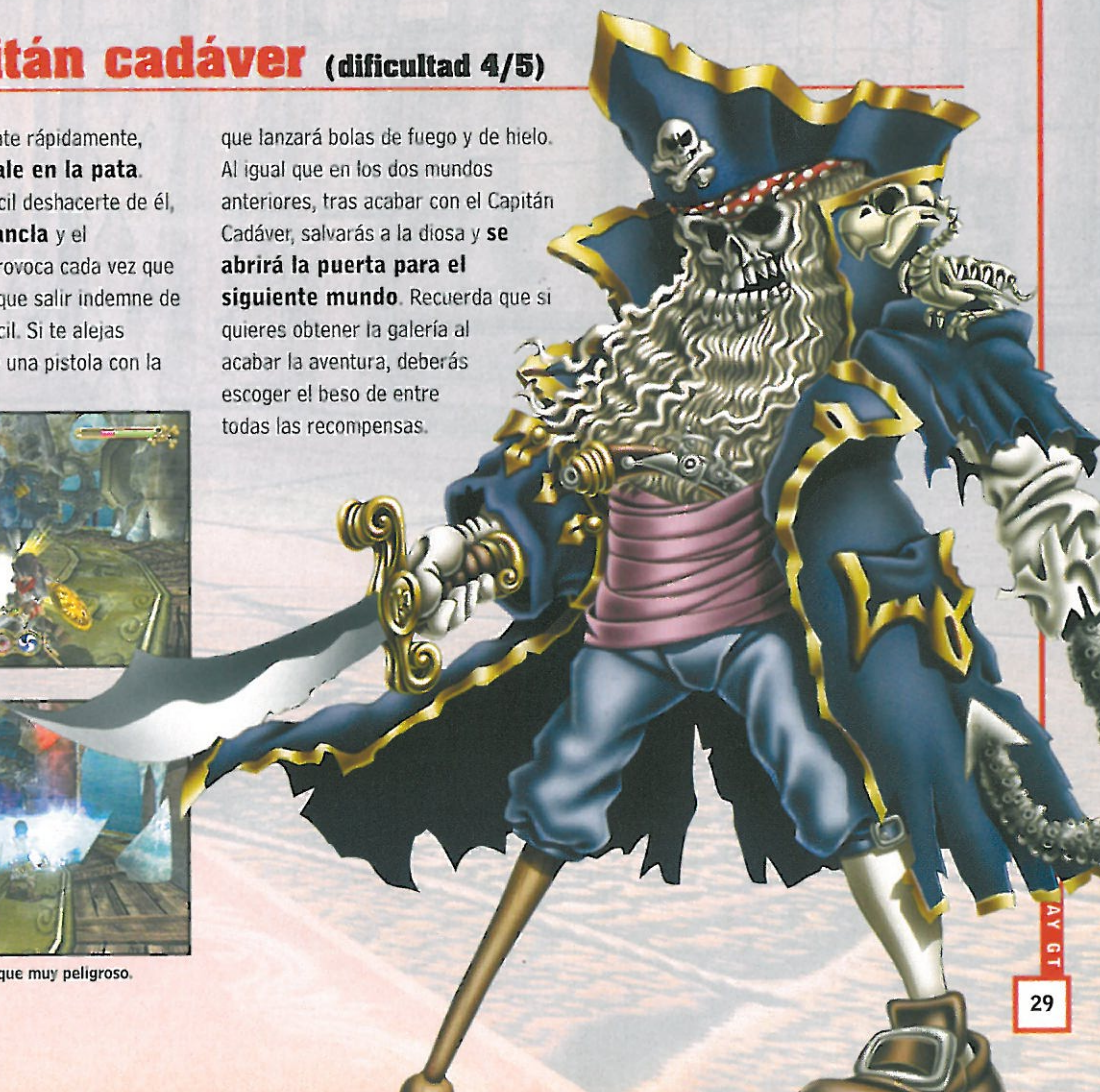 itán cadáver (dificultad 4/5)
ate rápidamente,
ale en la pata.
cil deshacerte de él,
ancla y el
rovoca cada vez que
que salir indemne de
cil. Si te alejas
una pistola con la
que lanzará bolas de fuego y de hielo.
Al igual que en los dos mundos
anteriores, tras acabar con el Capitán
Cadáver, salvarás a la diosa y se
abrirá la puerta para el
siguiente mundo. Recuerda que si
quieres obtener la galería al
acabar la aventura, deberás
escoger el beso de entre
todas las recompensas.
que muy peligroso.
AY GT
29